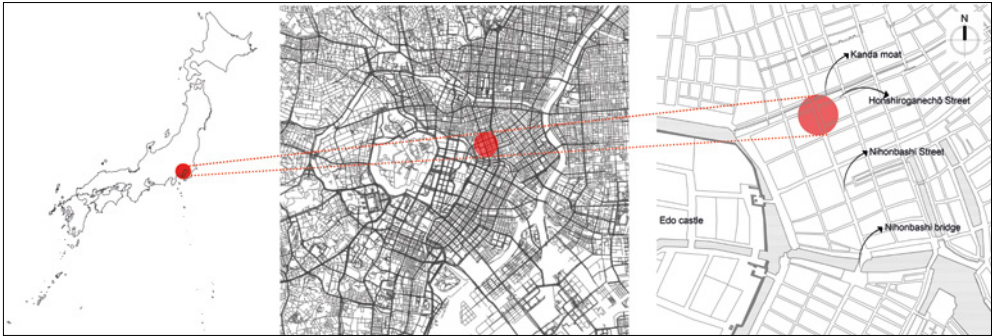 N
Kanda moat
Honshiroganechō Street
Nihonbashi Street
Edo castle
Nihonbashi bridge